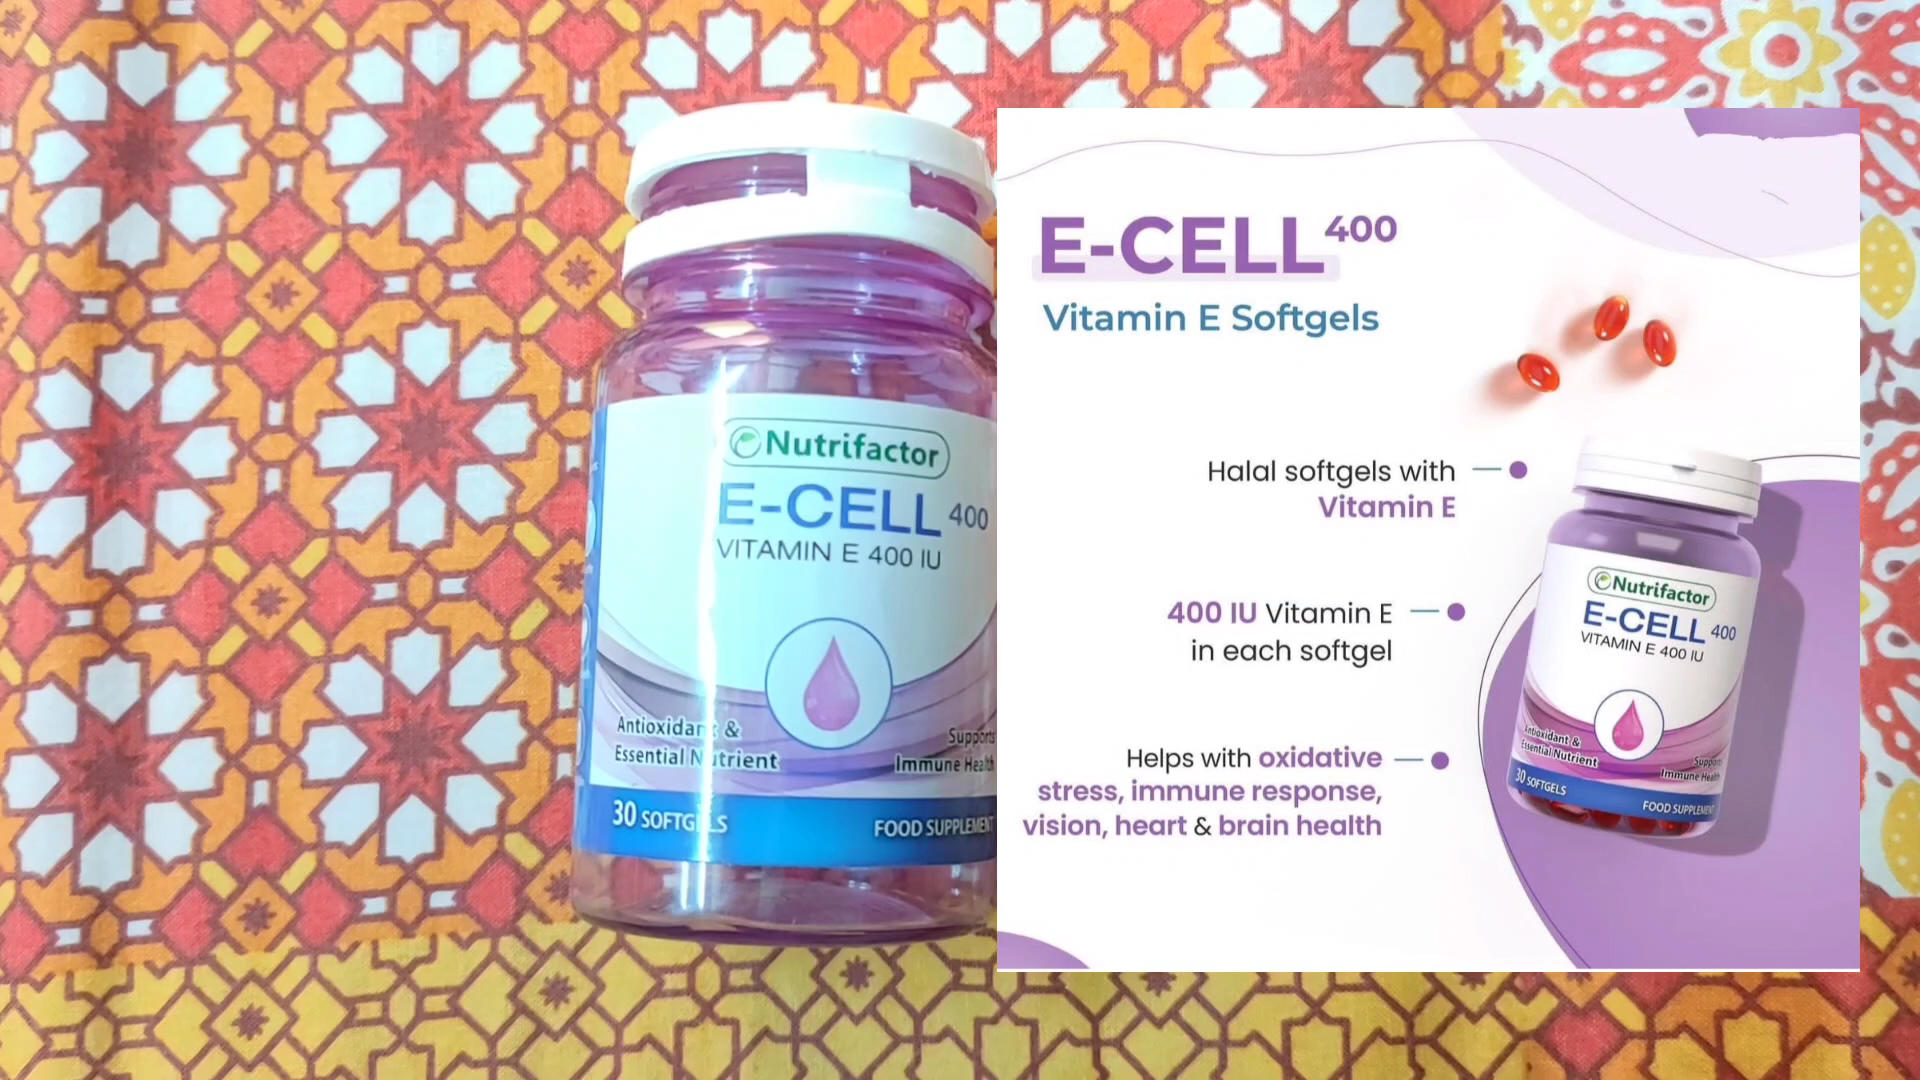 Nutrifactor
E-CELL 400
VITAMIN E 400 IU
Antioxidant &
Essential Nutrient
Supports
Immune Health
30 SOFTGELS
FOOD SUPPLEMENT
E-CELL 400
Vitamin E Softgels
Halal softgels with
Vitamin E
400 IU Vitamin E
in each softgel
Helps with oxidative
stress, immune response,
vision, heart & brain health
Nutrifactor
E-CELL 400
VITAMIN E 400 IU
Antioxidant &
Essential Nutrient
Supports
Immune Health
30 SOFTGELS
FOOD SUPPLEMENT